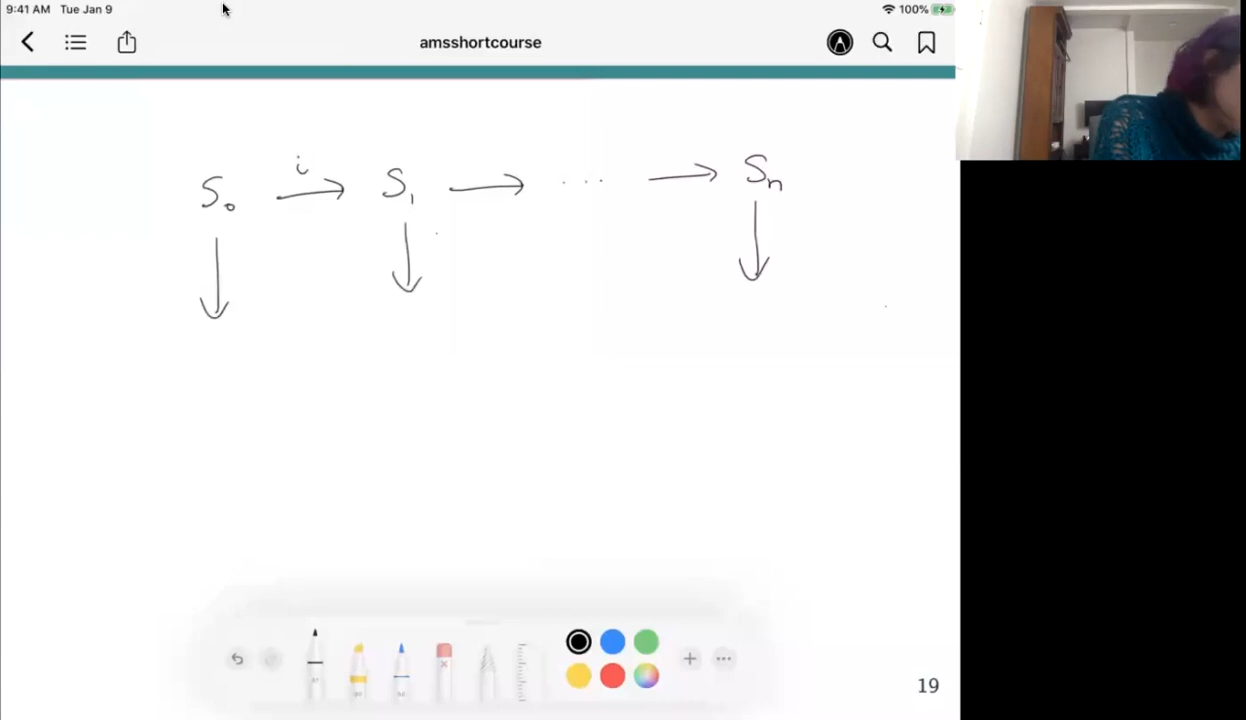 9:41 AM Tue Jan 9
100%
amsshortcourse
i
S₀ → S₁ → ... → Sₙ
↓ ↓ ↓
19